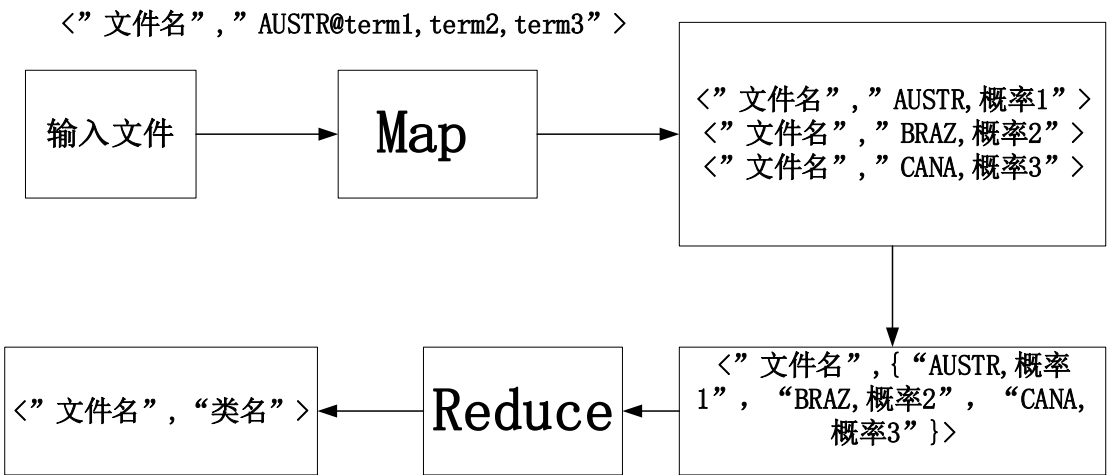 <”文件名”,”AUSTR@term1,term2,term3”>
输入文件
Map
<”文件名”,”AUSTR,概率1”>
<”文件名”,”BRAZ,概率2”>
<”文件名”,”CANA,概率3”>
<”文件名”,{“AUSTR,概率
1”, “BRAZ,概率2”, “CANA,
概率3”}>
Reduce
<”文件名”,“类名”>